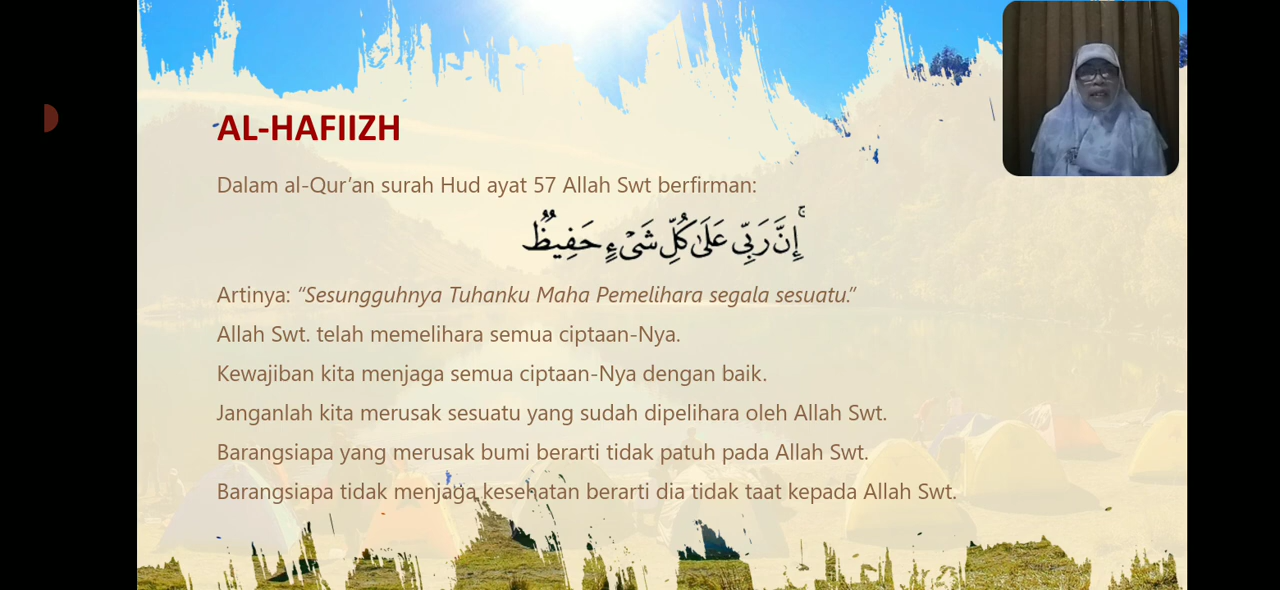 AL-HAFIIZH
Dalam al-Qur’an surah Hud ayat 57 Allah Swt berfirman:
إِنَّ رَبِّي عَلَىٰ كُلِّ شَيْءٍ حَفِيظٌ ۚ
Artinya: “Sesungguhnya Tuhanku Maha Pemelihara segala sesuatu.”
Allah Swt. telah memelihara semua ciptaan-Nya.
Kewajiban kita menjaga semua ciptaan-Nya dengan baik.
Janganlah kita merusak sesuatu yang sudah dipelihara oleh Allah Swt.
Barangsiapa yang merusak bumi berarti tidak patuh pada Allah Swt.
Barangsiapa tidak menjaga kesehatan berarti dia tidak taat kepada Allah Swt.